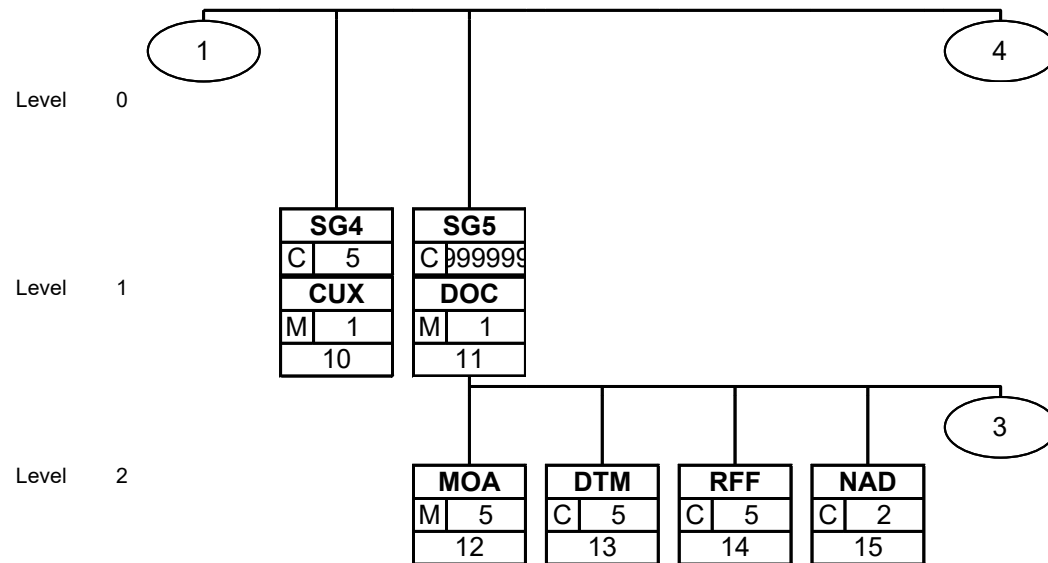 1 4
Level 0
SG4 SG5
C 5 C 999999
Level 1
CUX DOC
M 1 M 1
10 11
3
Level 2
MOA DTM RFF NAD
M 5 C 5 C 5 C 2
12 13 14 15